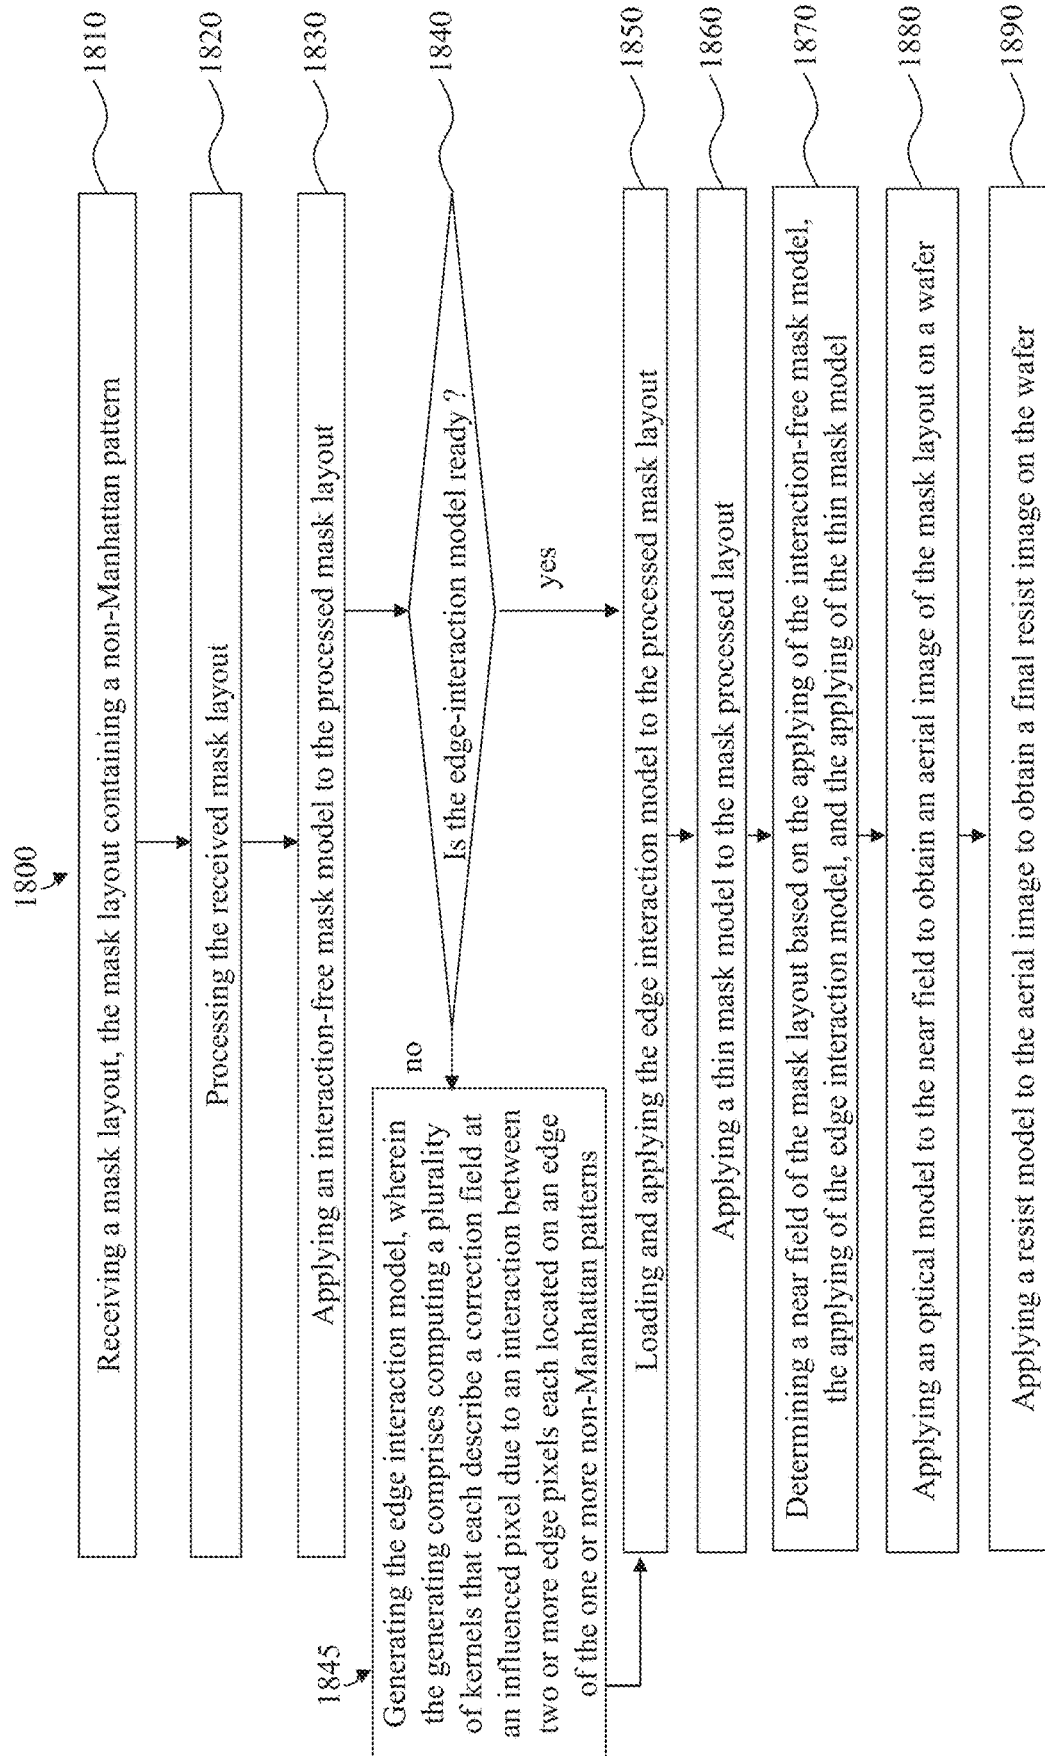 1800
Receiving a mask layout, the mask layout containing a non-Manhattan pattern
1810
Processing the received mask layout
1820
Applying an interaction-free mask model to the processed mask layout
1830
Is the edge-interaction model ready ?
1840
no
yes
1845
Generating the edge interaction model, wherein
the generating comprises computing a plurality
of kernels that each describe a correction field at
an influenced pixel due to an interaction between
two or more edge pixels each located on an edge
of the one or more non-Manhattan patterns
Loading and applying the edge interaction model to the processed mask layout
1850
Applying a thin mask model to the mask processed layout
1860
Determining a near field of the mask layout based on the applying of the interaction-free mask model,
the applying of the edge interaction model, and the applying of the thin mask model
1870
Applying an optical model to the near field to obtain an aerial image of the mask layout on a wafer
1880
Applying a resist model to the aerial image to obtain a final resist image on the wafer
1890